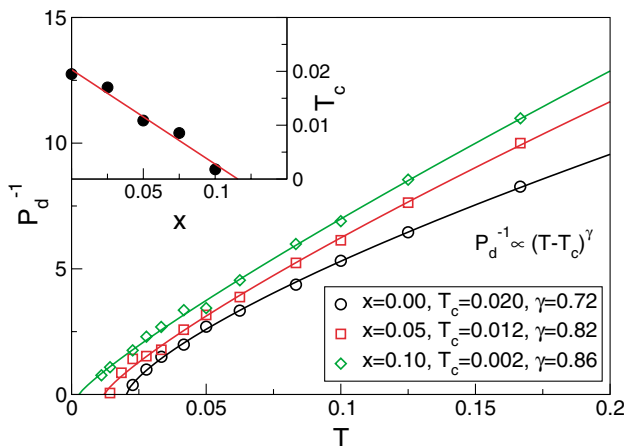 15
10
5
0
P_d^-1
0.02
0.01
0
T_c
0.05
0.1
x
P_d^-1 ∝ (T-T_c)^γ
x=0.00, T_c=0.020, γ=0.72
x=0.05, T_c=0.012, γ=0.82
x=0.10, T_c=0.002, γ=0.86
0
0.05
0.1
0.15
0.2
T